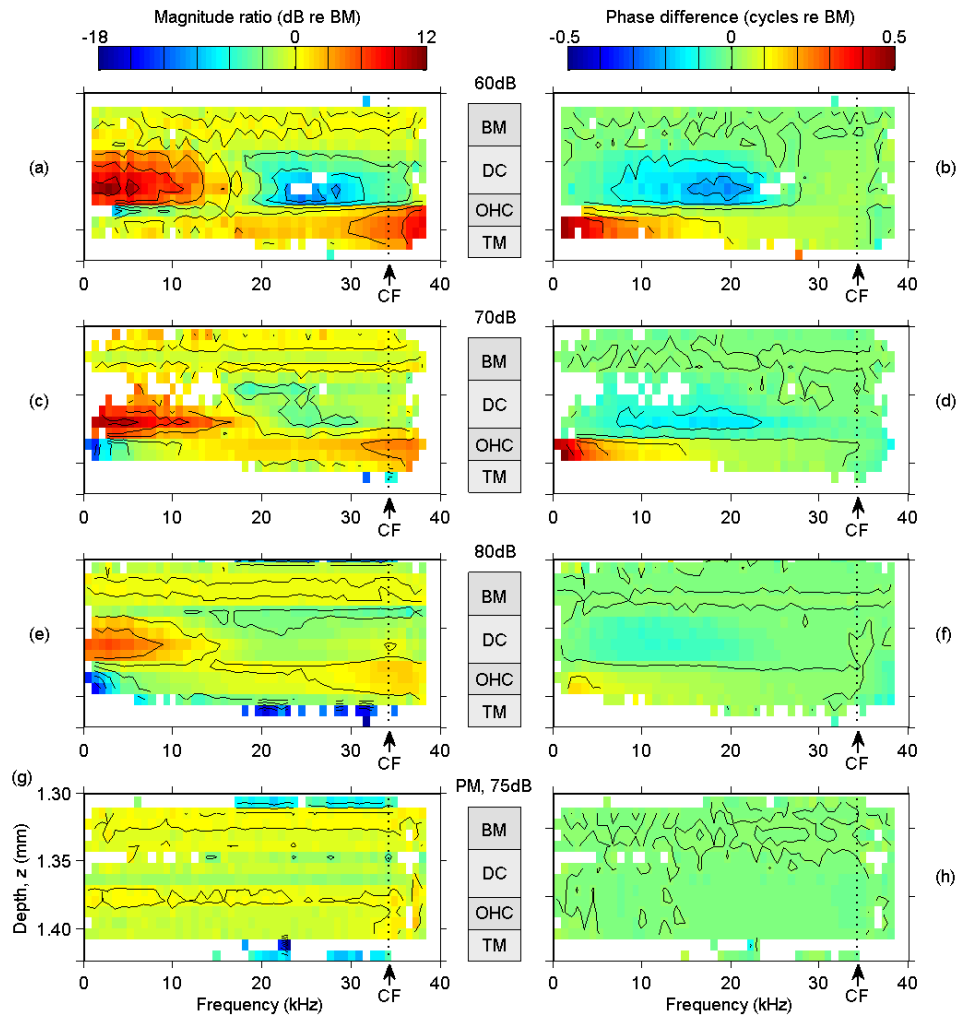 Magnitude ratio (dB re BM)
Phase difference (cycles re BM)
-18 0 12
-0.5 0 0.5
60dB
(a)
BM
DC
OHC
TM
(b)
0 10 20 30 40
CF
0 10 20 30 40
CF
70dB
(c)
BM
DC
OHC
TM
(d)
0 10 20 30 40
CF
0 10 20 30 40
CF
80dB
(e)
BM
DC
OHC
TM
(f)
0 10 20 30 40
CF
0 10 20 30 40
CF
(g)
PM, 75dB
1.30
1.35
1.40
Depth, z (mm)
BM
DC
OHC
TM
(h)
0 10 20 30 40
CF
Frequency (kHz)
0 10 20 30 40
CF
Frequency (kHz)